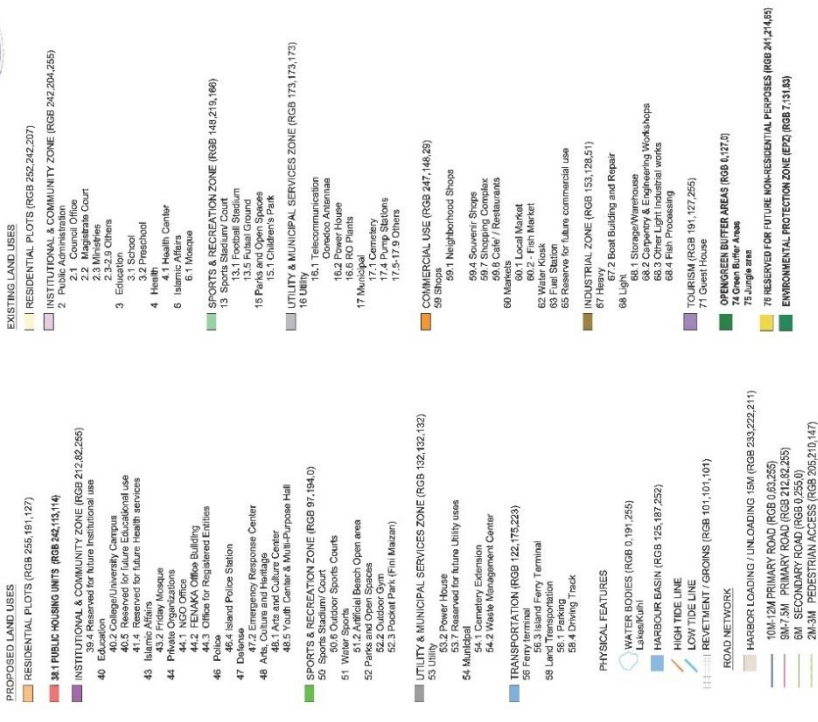 PROPOSED LAND USES
RESIDENTIAL PLOTS (RGB 255,191,127)
38.1 PUBLIC HOUSING UNITS (RGB 242,113,114)
INSTITUTIONAL & COMMUNITY ZONE (RGB 212,82,255)
39.4 Reserved for future Institutional use
40 Education
40.2 College/University Campus
40.5 Reserved for future Educational use
41.4 Reserved for future Health services
43 Islamic Affairs
43.2 Friday Mosque
44 Private Organizations
44.1 NGO Office
44.2 FENAKA Office Building
44.3 Office for Registered Entities
46 Police
46.4 Island Police Station
47 Defense
47.2 Emergency Response Center
48 Arts, Culture and Heritage
48.1 Arts and Culture Center
48.5 Youth Center & Multi-Purpose Hall
SPORTS & RECREATION ZONE (RGB 97,194,0)
50 Sports Stadium/ Court
50.6 Outdoor Sports Courts
51 Water Sports
51.2 Artificial Beach Open area
52 Parks and Open Spaces
52.2 Outdoor Gym
52.3 Pocket Park (Fini Maizan)
UTILITY & MUNICIPAL SERVICES ZONE (RGB 132,132,132)
53 Utility
53.2 Power House
53.7 Reserved for future Utility uses
54 Municipal
54.1 Cemetery Extension
54.2 Waste Management Center
TRANSPORTATION (RGB 122,175,223)
56 Ferry terminal
56.3 Island Ferry Terminal
58 Land Transportation
58.1 Parking
58.4 Driving Track
PHYSICAL FEATURES
WATER BODIES (RGB 0,191,255)
Lakes/Kulhi
HARBOUR BASIN (RGB 125,187,252)
HIGH TIDE LINE
LOW TIDE LINE
REVETMENT / GROINS (RGB 101,101,101)
ROAD NETWORK
HARBOR LOADING / UNLOADING 15M (RGB 233,222,211)
10M-12M PRIMARY ROAD (RGB 0,63,255)
9M-7.5M PRIMARY ROAD (RGB 212,82,255)
6M SECONDARY ROAD (RGB 0,255,0)
2M-3M PEDESTRIAN ACCESS (RGB 205,210,147)
EXISTING LAND USES
RESIDENTIAL PLOTS (RGB 252,242,207)
INSTITUTIONAL & COMMUNITY ZONE (RGB 242,204,255)
2 Public Administration
2.1 Council Office
2.2 Magistrate Court
2.3 Ministries
2.3-2.9 Others
3 Education
3.1 School
3.2 Preschool
4 Health
4.1 Health Center
6 Islamic Affairs
6.1 Mosque
SPORTS & RECREATION ZONE (RGB 148,219,166)
13 Sports Stadium/ Court
13.1 Football Stadium
13.5 Futsal Ground
15 Parks and Open Spaces
15.1 Children's Park
UTILITY & MUNICIPAL SERVICES ZONE (RGB 173,173,173)
16 Utility
16.1 Telecommunication
Ooredoo Antennae
16.2 Power House
16.6 RO Plants
17 Municipal
17.1 Cemetery
17.4 Pump Stations
17.5-17.9 Others
COMMERCIAL USE (RGB 247,148,29)
59 Shops
59.1 Neighborhood Shops
59.4 Souvenir Shops
59.7 Shopping Complex
59.8 Cafe' / Restaurants
60 Markets
60.1 Local Market
60.2 - Fish Market
62 Water Kiosk
63 Fuel Station
65 Reserve for future commercial use
INDUSTRIAL ZONE (RGB 153,128,51)
67 Heavy
67.2 Boat Building and Repair
68 Light
68.1 Storage/Warehouse
68.2 Carpentry & Engineering Workshops
68.3 Other Light Industrial works
68.4 Fish Processing
TOURISM (RGB 191,127,255)
71 Guest House
OPEN/GREEN BUFFER AREAS (RGB 0,127,0)
74 Green Buffer Areas
75 Jungle area
76 RESERVED FOR FUTURE NON-RESIDENTIAL PERPOSES (RGB 241,214,85)
ENVIRONMENTAL PROTECTION ZONE (EPZ) (RGB 7,131,83)